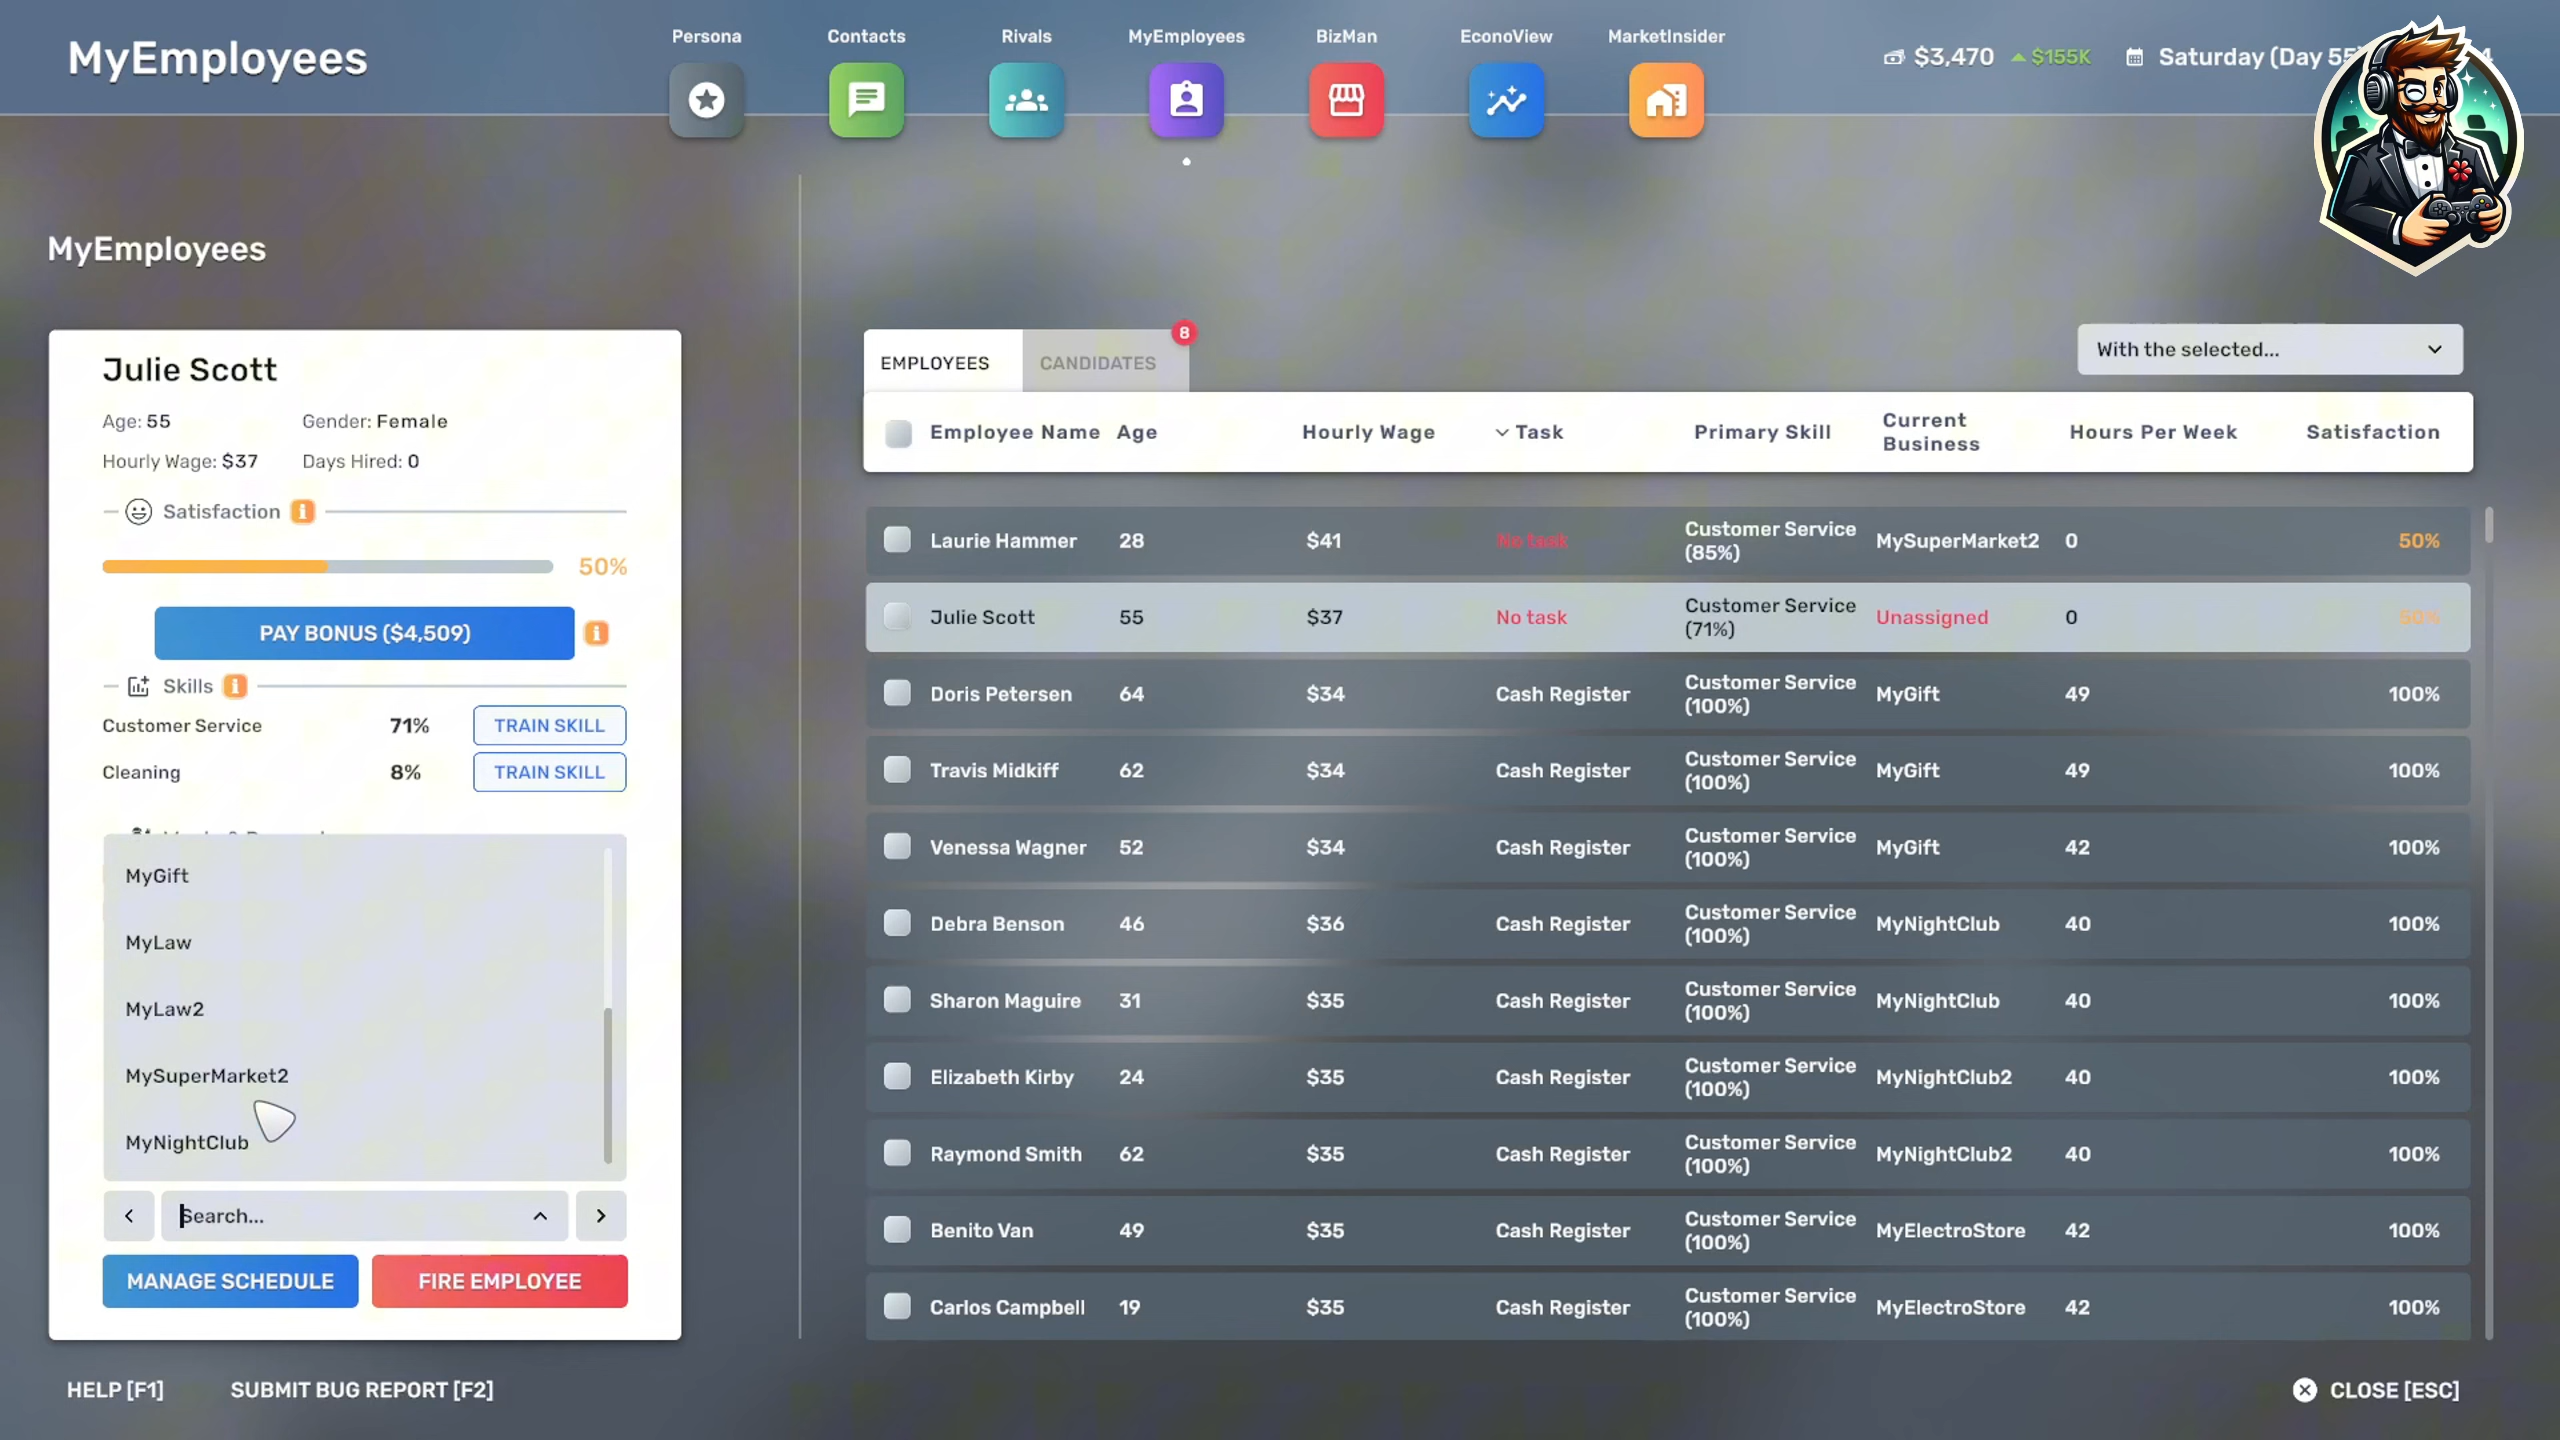 MyEmployees
Persona
Contacts
Rivals
MyEmployees
BizMan
EconoView
MarketInsider
$3,470
$155K
Saturday (Day 55
MyEmployees
Julie Scott
Age: 55
Gender: Female
Hourly Wage: $37
Days Hired: 0
Satisfaction
50%
PAY BONUS ($4,509)
Skills
Customer Service 71% TRAIN SKILL
Cleaning 8% TRAIN SKILL
MyGift
MyLaw
MyLaw2
MySuperMarket2
MyNightClub
Search...
MANAGE SCHEDULE
FIRE EMPLOYEE
EMPLOYEES
CANDIDATES
8
With the selected...
Employee Name Age Hourly Wage Task Primary Skill Current Business Hours Per Week Satisfaction
Laurie Hammer 28 $41 No task Customer Service (85%) MySuperMarket2 0 50%
Julie Scott 55 $37 No task Customer Service (71%) Unassigned 0 50%
Doris Petersen 64 $34 Cash Register Customer Service (100%) MyGift 49 100%
Travis Midkiff 62 $34 Cash Register Customer Service (100%) MyGift 49 100%
Venessa Wagner 52 $34 Cash Register Customer Service (100%) MyGift 42 100%
Debra Benson 46 $36 Cash Register Customer Service (100%) MyNightClub 40 100%
Sharon Maguire 31 $35 Cash Register Customer Service (100%) MyNightClub 40 100%
Elizabeth Kirby 24 $35 Cash Register Customer Service (100%) MyNightClub2 40 100%
Raymond Smith 62 $35 Cash Register Customer Service (100%) MyNightClub2 40 100%
Benito Van 49 $35 Cash Register Customer Service (100%) MyElectroStore 42 100%
Carlos Campbell 19 $35 Cash Register Customer Service (100%) MyElectroStore 42 100%
HELP [F1]
SUBMIT BUG REPORT [F2]
CLOSE [ESC]